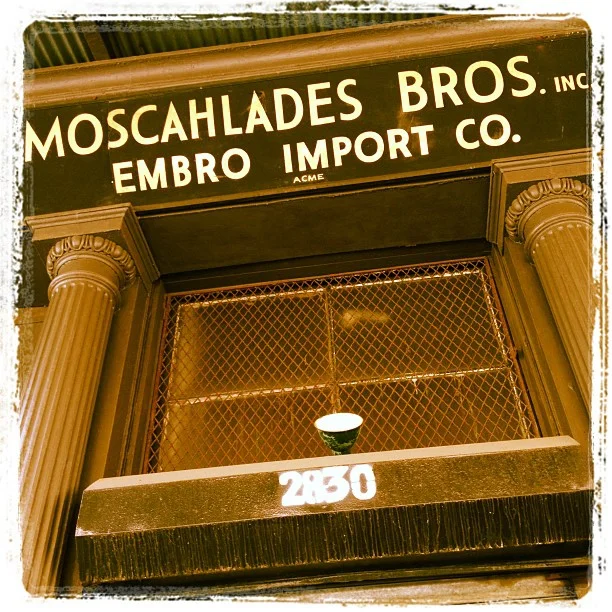 MOSCAHLADES BROS. INC
EMBRO IMPORT CO.
ACME
2830